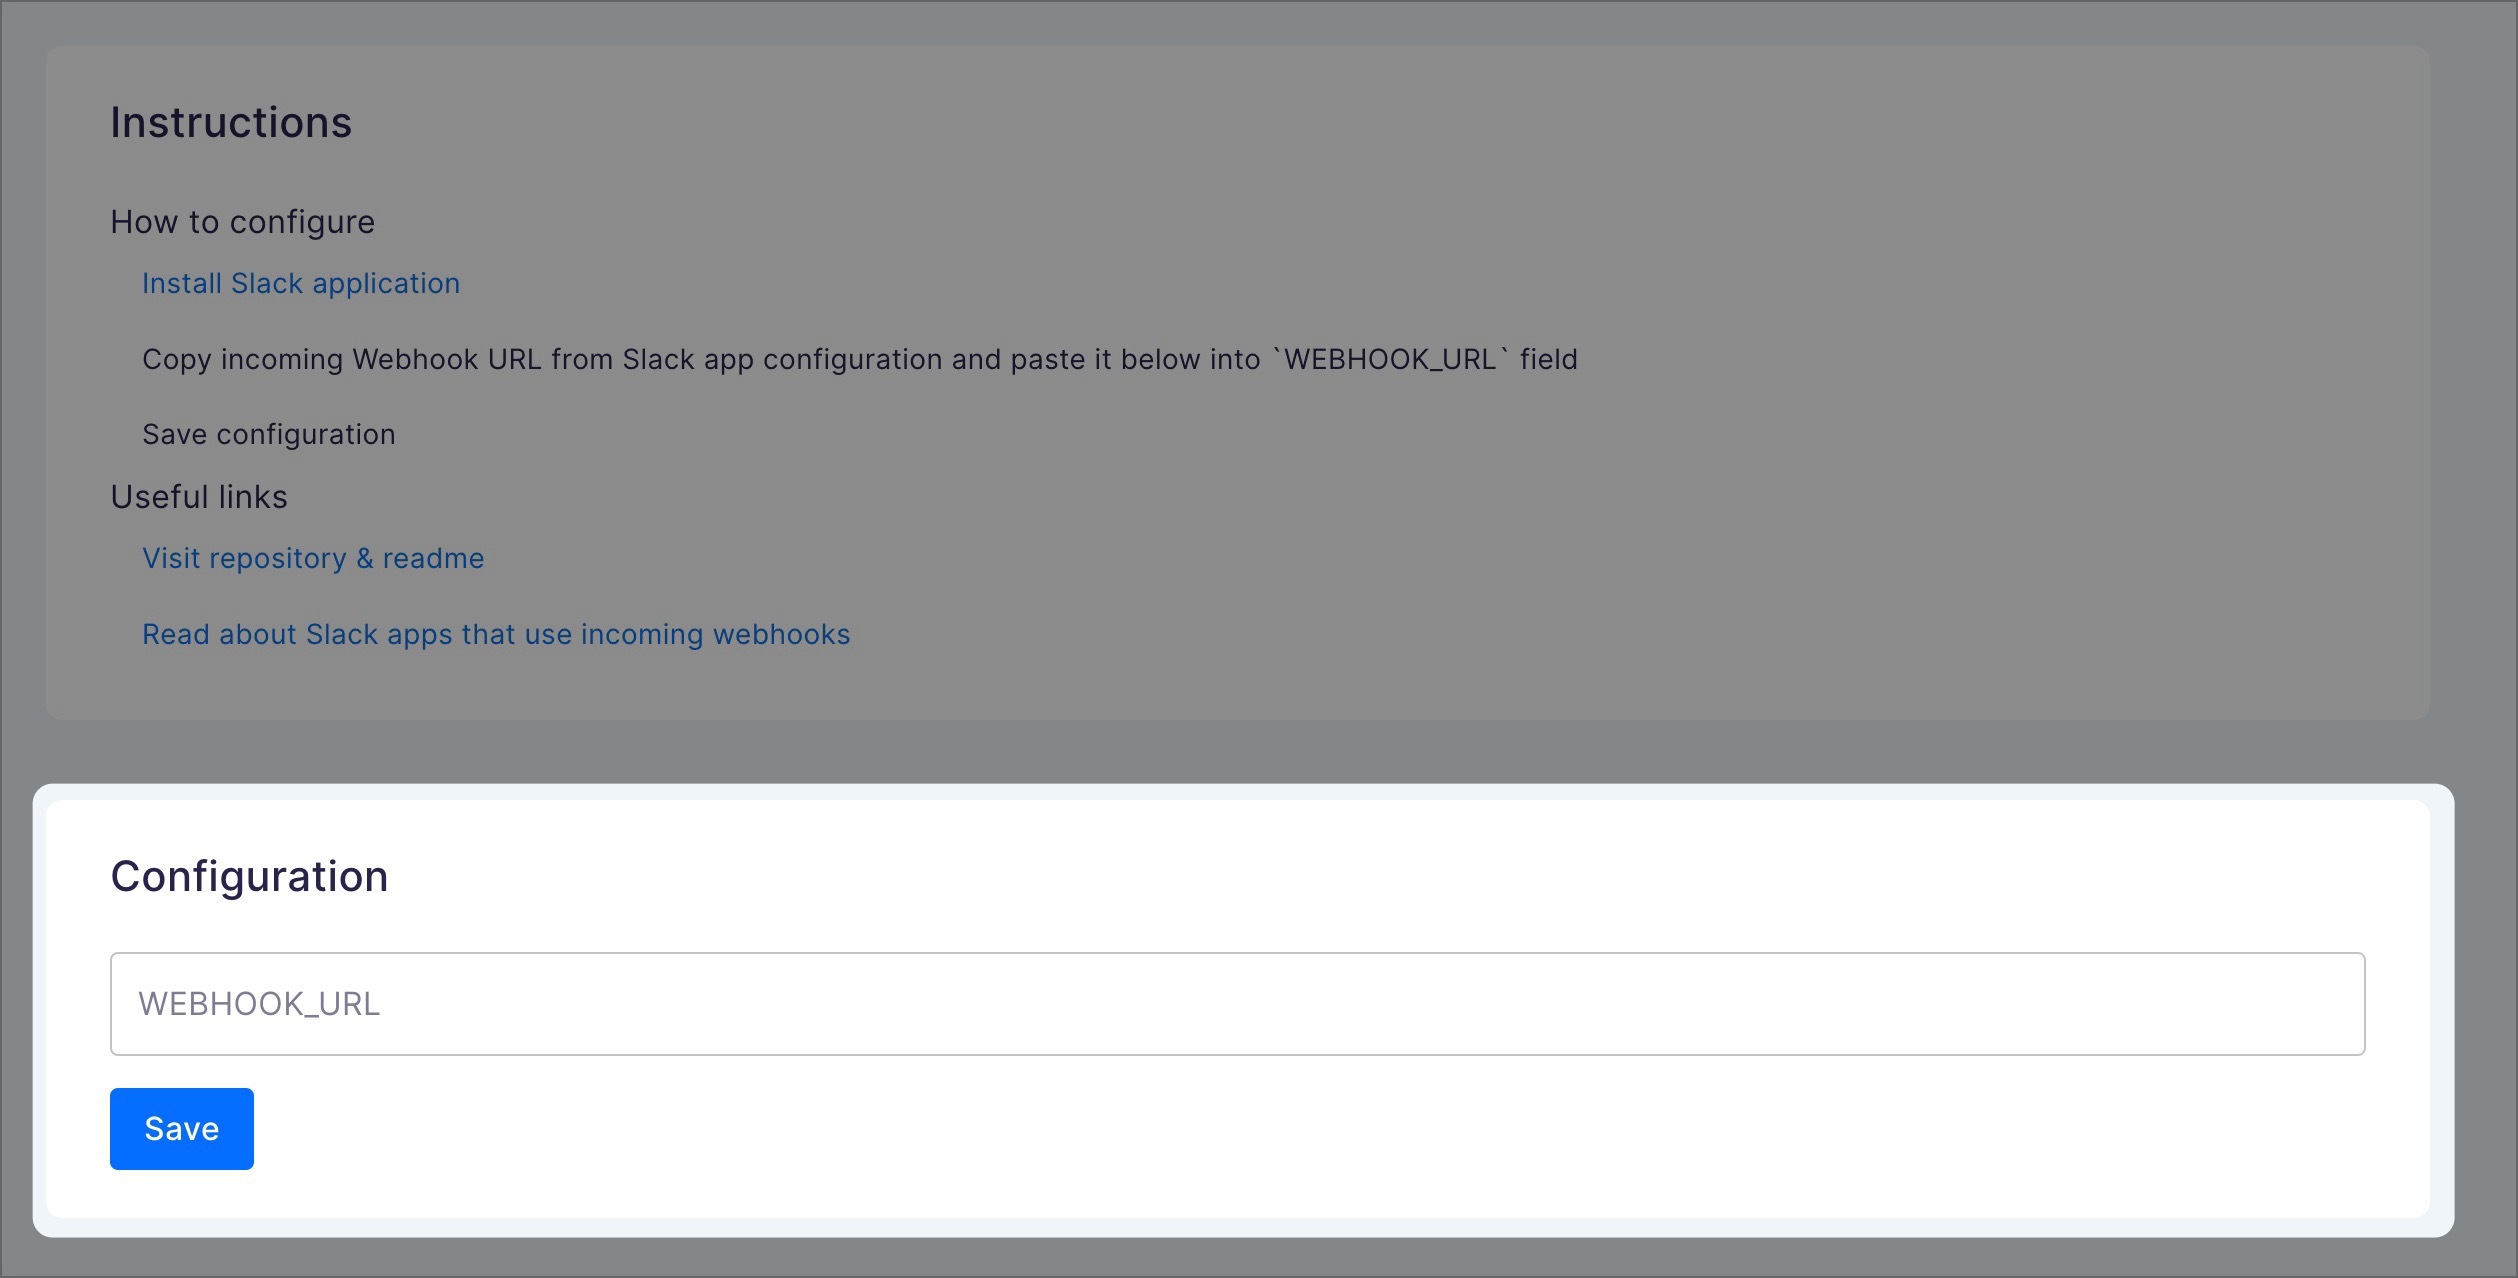 Instructions
How to configure
Install Slack application
Copy incoming Webhook URL from Slack app configuration and paste it below into `WEBHOOK_URL` field
Save configuration
Useful links
Visit repository & readme
Read about Slack apps that use incoming webhooks
Configuration
WEBHOOK_URL
Save